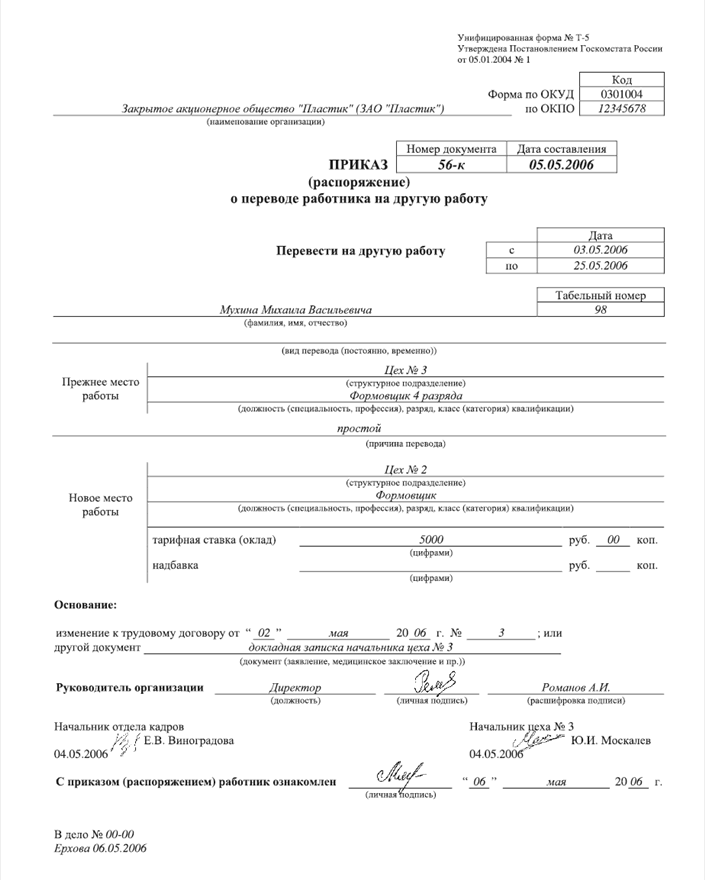 Унифицированная форма № Т-5
Утверждена Постановлением Госкомстата России
от 05.01.2004 № 1
Код
Форма по ОКУД 0301004
Закрытое акционерное общество "Пластик" (ЗАО "Пластик") по ОКПО 12345678
(наименование организации)
Номер документа Дата составления
ПРИКАЗ 56-к 05.05.2006
(распоряжение)
о переводе работника на другую работу
Дата
Перевести на другую работу с 03.05.2006
по 25.05.2006
Табельный номер
Мухина Михаила Васильевича 98
(фамилия, имя, отчество)
(вид перевода (постоянно, временно))
Прежнее место работы
Цех № 3
(структурное подразделение)
Формовщик 4 разряда
(должность (специальность, профессия), разряд, класс (категория) квалификации)
простой
(причина перевода)
Новое место работы
Цех № 2
(структурное подразделение)
Формовщик
(должность (специальность, профессия), разряд, класс (категория) квалификации)
тарифная ставка (оклад) 5000 руб. 00 коп.
(цифрами)
надбавка руб. коп.
(цифрами)
Основание:
изменение к трудовому договору от “ 02 ” мая 20 06 г. № 3 ; или
другой документ докладная записка начальника цеха № 3
(документ (заявление, медицинское заключение и пр.))
Руководитель организации Директор Романов А.И.
(должность) (личная подпись) (расшифровка подписи)
Начальник отдела кадров Начальник цеха № 3
Е.В. Виноградова Ю.И. Москалев
04.05.2006 04.05.2006
С приказом (распоряжением) работник ознакомлен “ 06 ” мая 20 06 г.
(личная подпись)
В дело № 00-00
Ерхова 06.05.2006